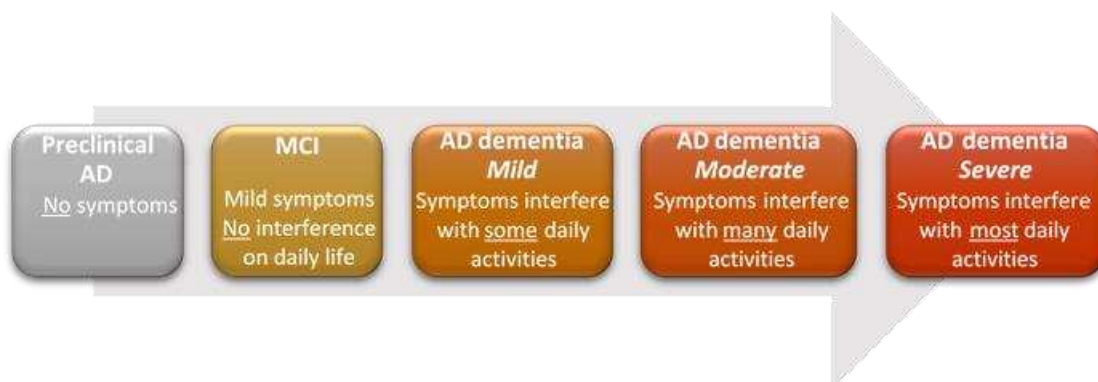 Preclinical
AD
No symptoms
MCI
Mild symptoms
No interference
on daily life
AD dementia
Mild
Symptoms interfere
with some daily
activities
AD dementia
Moderate
Symptoms interfere
with many daily
activities
AD dementia
Severe
Symptoms interfere
with most daily
activities